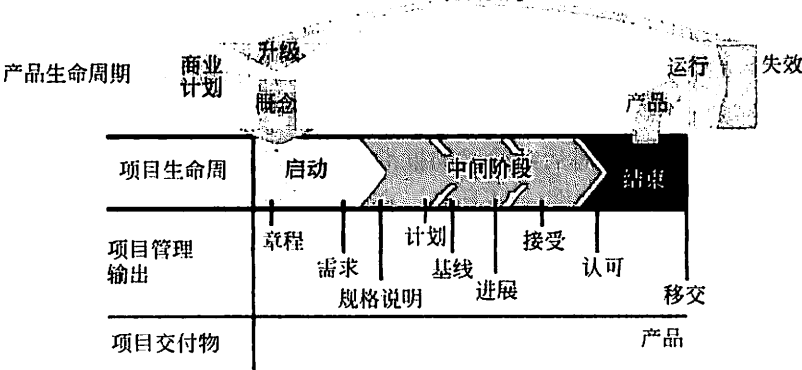 升级
产品生命周期
商业
计划
运行
失效
概念
产品
项目生命周
启动
中间阶段
结束
项目管理
输出
章程
需求
规格说明
计划
基线
进展
接受
认可
移交
项目交付物
产品